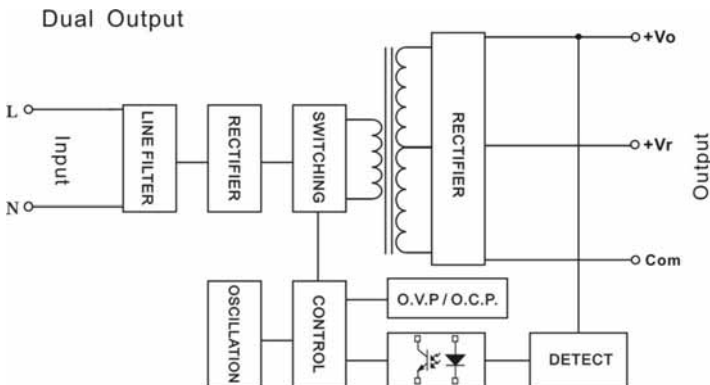 Dual Output
L
N
Input
LINE FILTER
RECTIFIER
SWITCHING
RECTIFIER
+Vo
+Vr
Com
Output
OSCILLATION
CONTROL
O.V.P / O.C.P.
DETECT